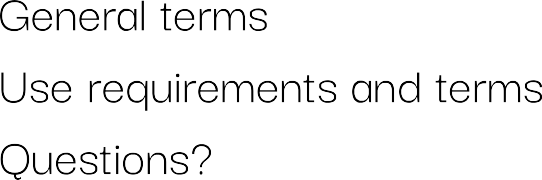 General terms
Use requirements and terms
Questions?